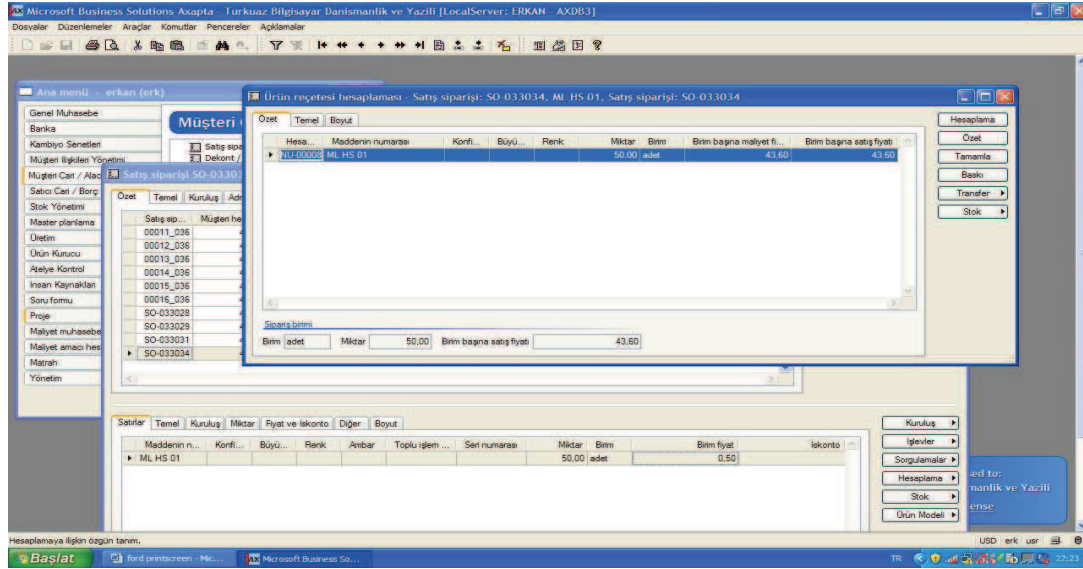 Microsoft Business Solutions-Axapta - Turkuaz Bilgisayar Danismanlik ve Yazili [LocalServer: ERKAN - AXDB3]
Dosyalar Düzenlemeler Araçlar Komutlar Pencereler Açıklamalar
Ana menü - erkan (erk)
Genel Muhasebe
Banka
Kambiyo Senetleri
Müşteri İlişkileri Yönetimi
Müşteri Cari / Alac
Satıcı Cari / Borç
Stok Yönetimi
Master planlama
Üretim
Ürün Kurucu
Atelye Kontrol
İnsan Kaynakları
Soru formu
Proje
Maliyet muhasebe
Maliyet amacı hes
Matrah
Yönetim
Müşteri
Satış sipa
Dekont /
Satış siparişi SO-03303
Özet Temel Kuruluş Adr
Satış sip... Müşteri he
00011_036
00012_036
00013_036
00014_036
00015_036
00016_036
SO-033028
SO-033029
SO-033031
SO-033034
Ürün reçetesi hesaplaması - Satış siparişi: SO-033034, ML HS 01, Satış siparişi: SO-033034
Özet Temel Boyut
Hesa... Maddenin numarası Konfi... Büyü... Renk Miktar Birim Birim başına maliyet fi... Birim başına satış fiyatı
NU-00008 ML HS 01 50.00 adet 43,60 43,60
Sipariş birimi
Birim adet Miktar 50,00 Birim başına satış fiyatı 43,60
Hesaplama
Özet
Tamamla
Baskı
Transfer
Stok
Satırlar Temel Kuruluş Miktar Fiyat ve İskonto Diğer Boyut
Maddenin n... Konfi... Büyü... Renk Ambar Toplu işlem ... Seri numarası Miktar Birim Birim fiyat İskonto
ML HS 01 50,00 adet 0,50
Kuruluş
İşlevler
Sorgulamalar
Hesaplama
Stok
Ürün Modeli
sed to:
manlik ve Yazili
ense
Hesaplamaya ilişkin özgün tanım.
USD erk usr
Başlat ford printscreen - Mic... Microsoft Business So... TR 22:23